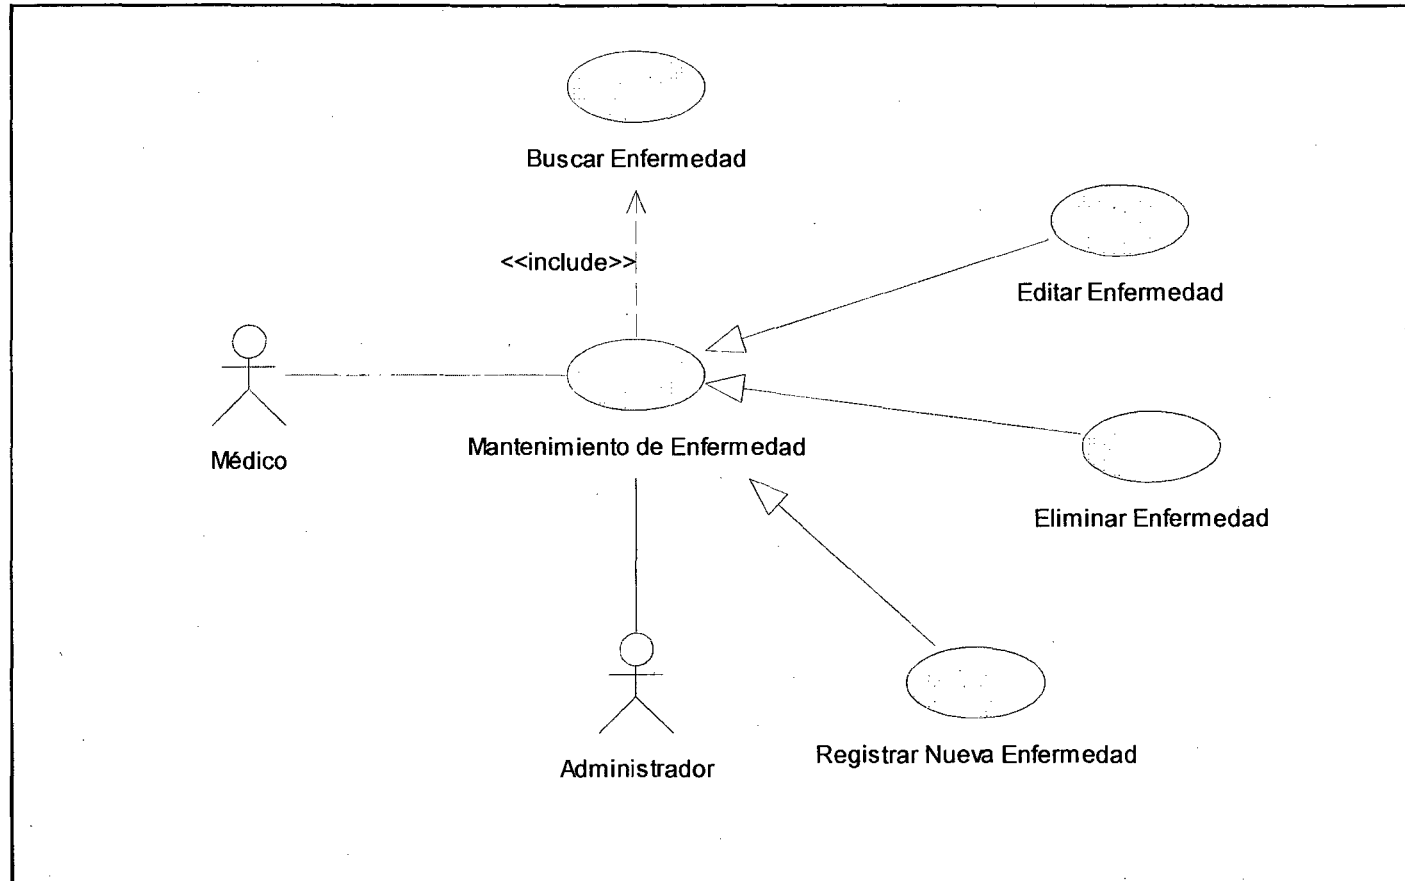 Buscar Enfermedad
<<include>>
Editar Enfermedad
Médico
Mantenimiento de Enfermedad
Eliminar Enfermedad
Administrador
Registrar Nueva Enfermedad